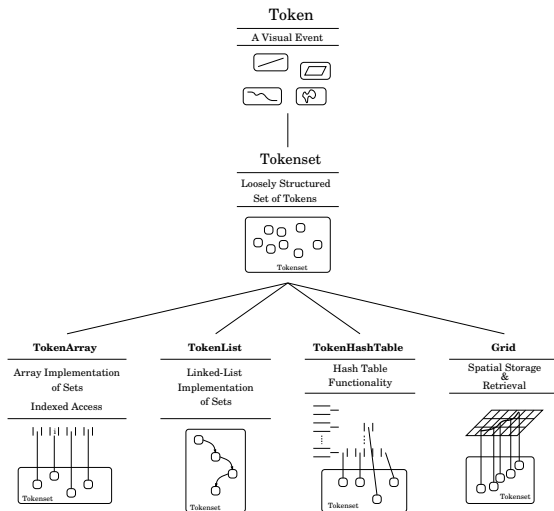 Token
A Visual Event
Tokenset
Loosely Structured
Set of Tokens
Tokenset
TokenArray
Array Implementation
of Sets
Indexed Access
Tokenset
TokenList
Linked-List
Implementation
of Sets
Tokenset
TokenHashTable
Hash Table
Functionality
Tokenset
Grid
Spatial Storage
&
Retrieval
Tokenset